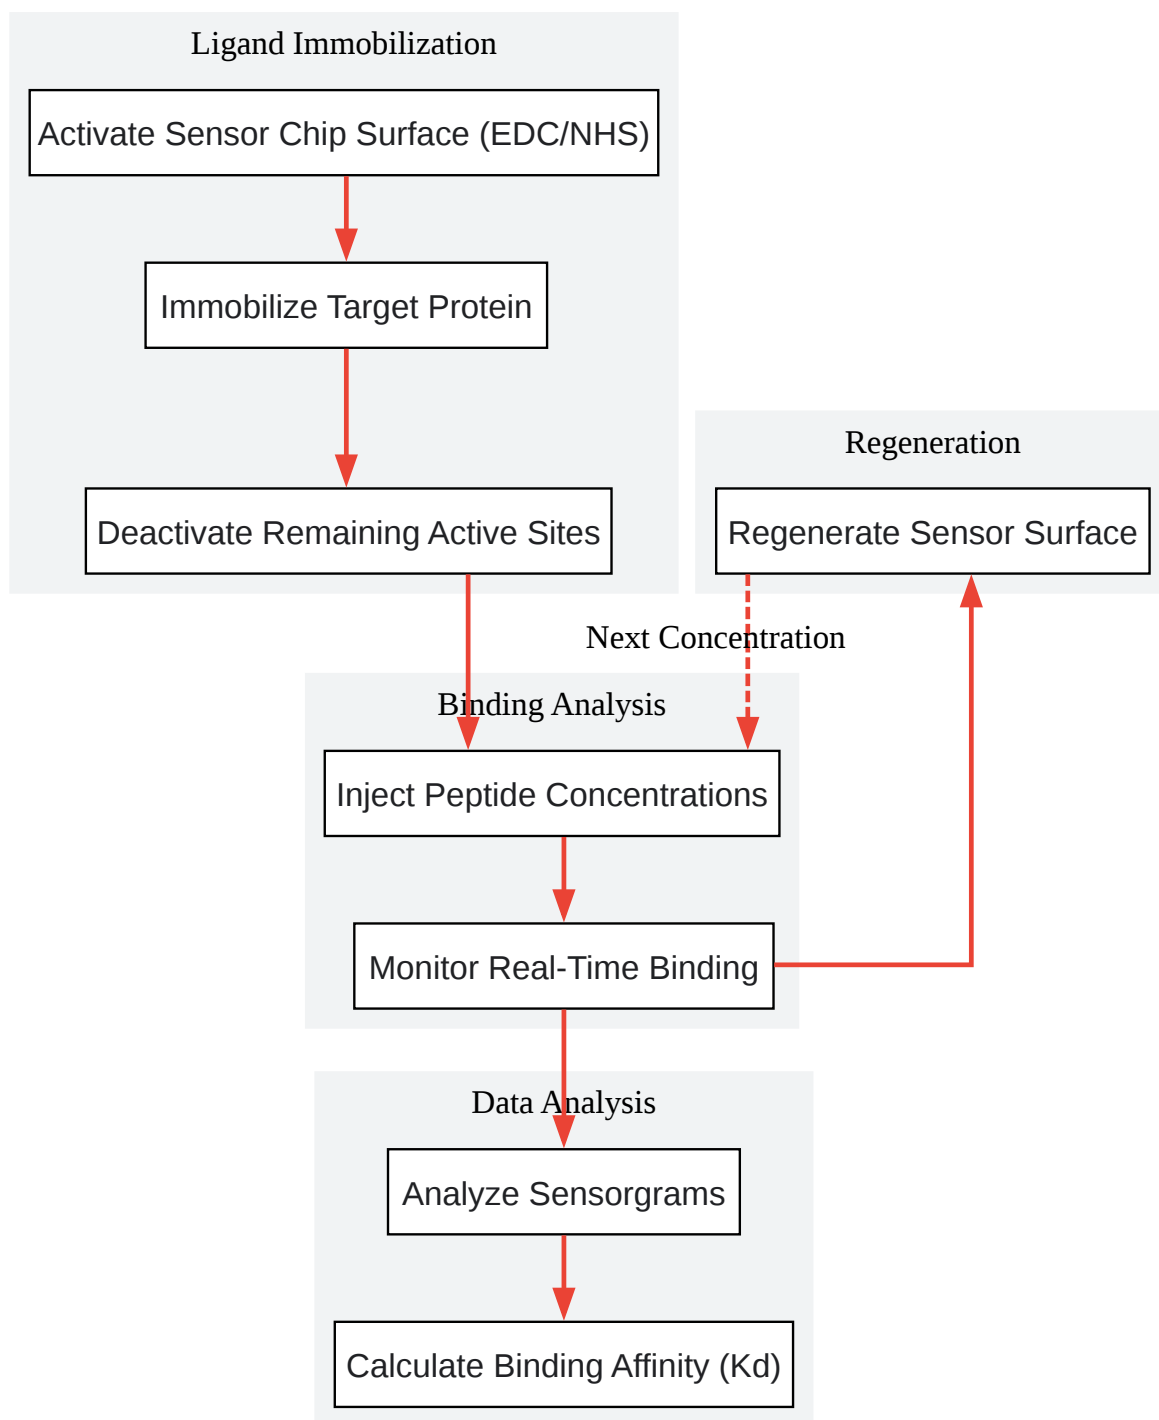 Ligand Immobilization
Activate Sensor Chip Surface (EDC/NHS)
Immobilize Target Protein
Deactivate Remaining Active Sites
Regeneration
Regenerate Sensor Surface
Next Concentration
Binding Analysis
Inject Peptide Concentrations
Monitor Real-Time Binding
Data Analysis
Analyze Sensorgrams
Calculate Binding Affinity (Kd)